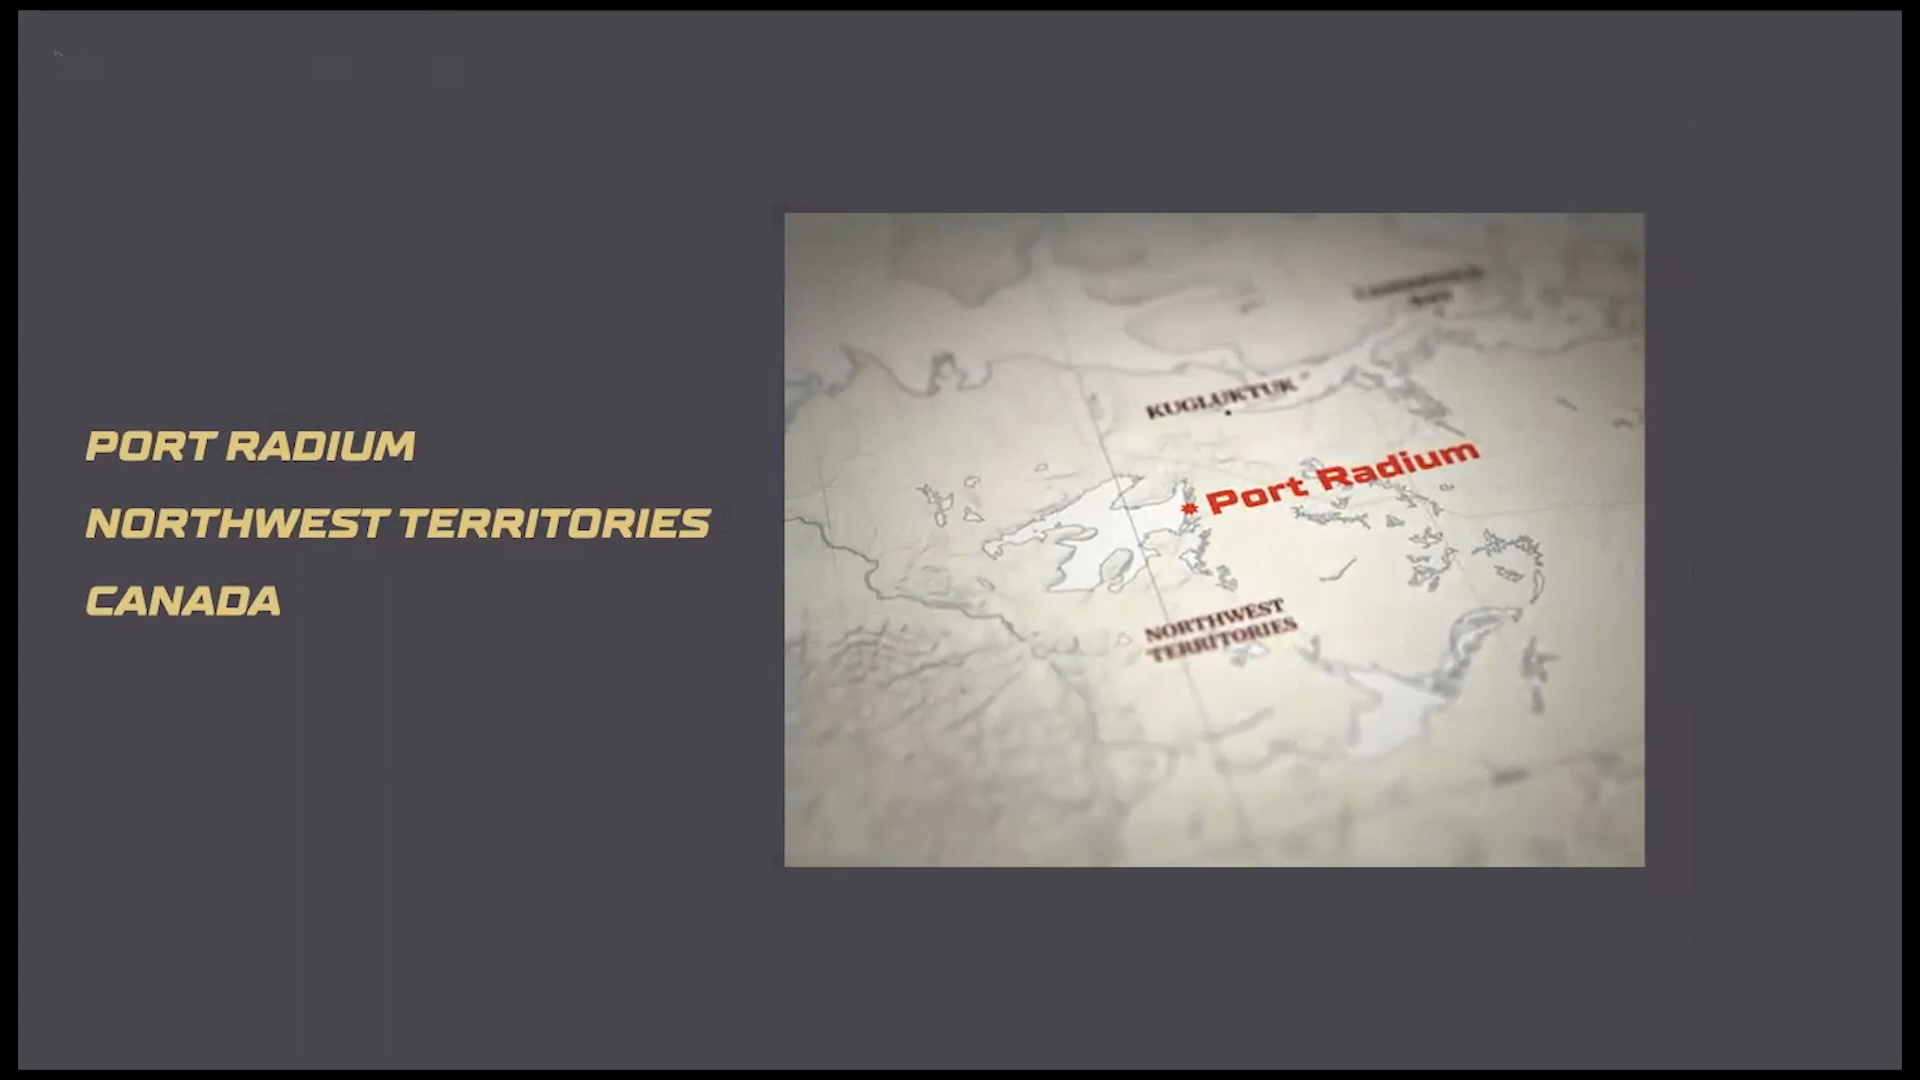 PORT RADIUM
NORTHWEST TERRITORIES
CANADA
KUGLUKTUK
Port Radium
NORTHWEST
TERRITORIES